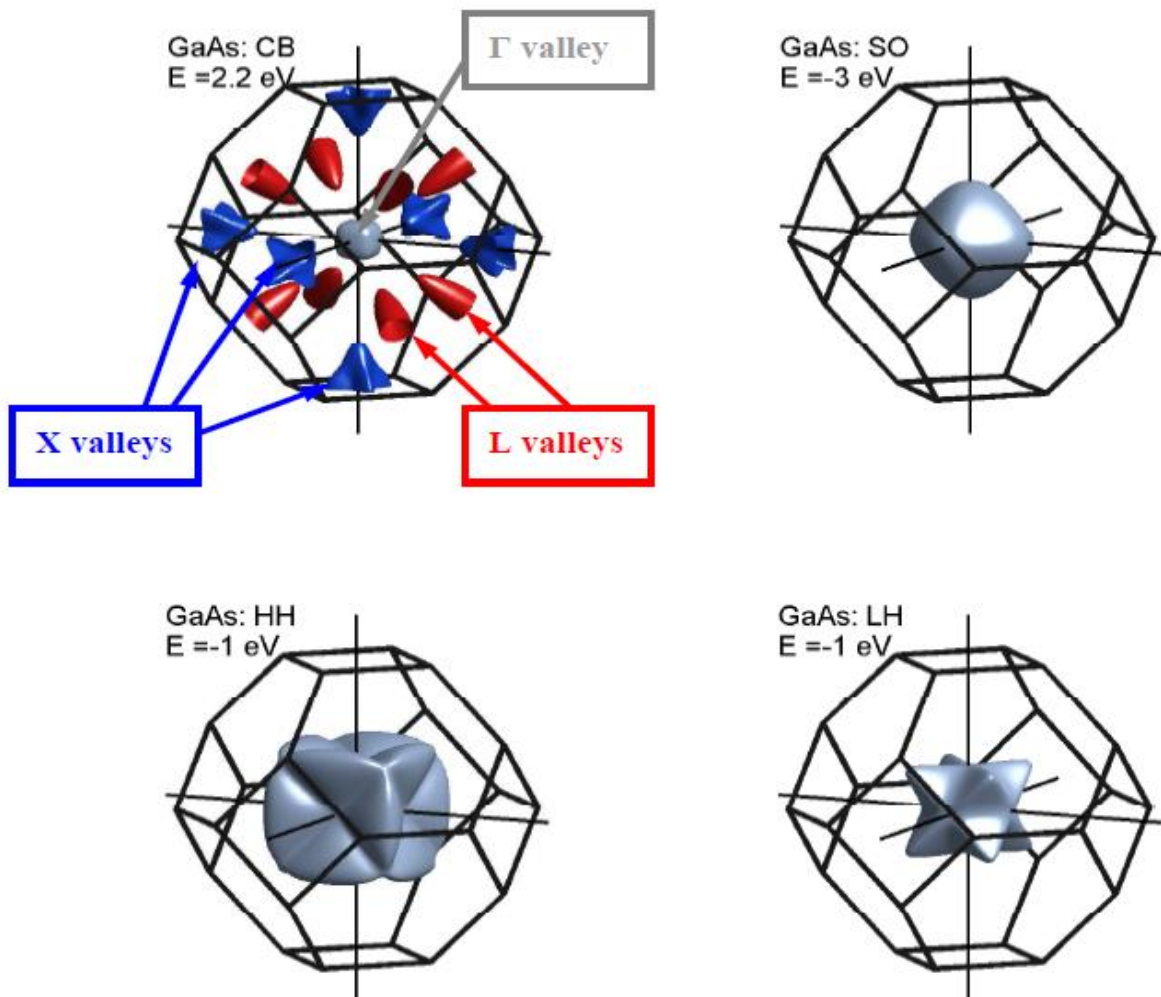 GaAs: CB
E =2.2 eV
Γ valley
GaAs: SO
E =-3 eV
X valleys
L valleys
GaAs: HH
E =-1 eV
GaAs: LH
E =-1 eV